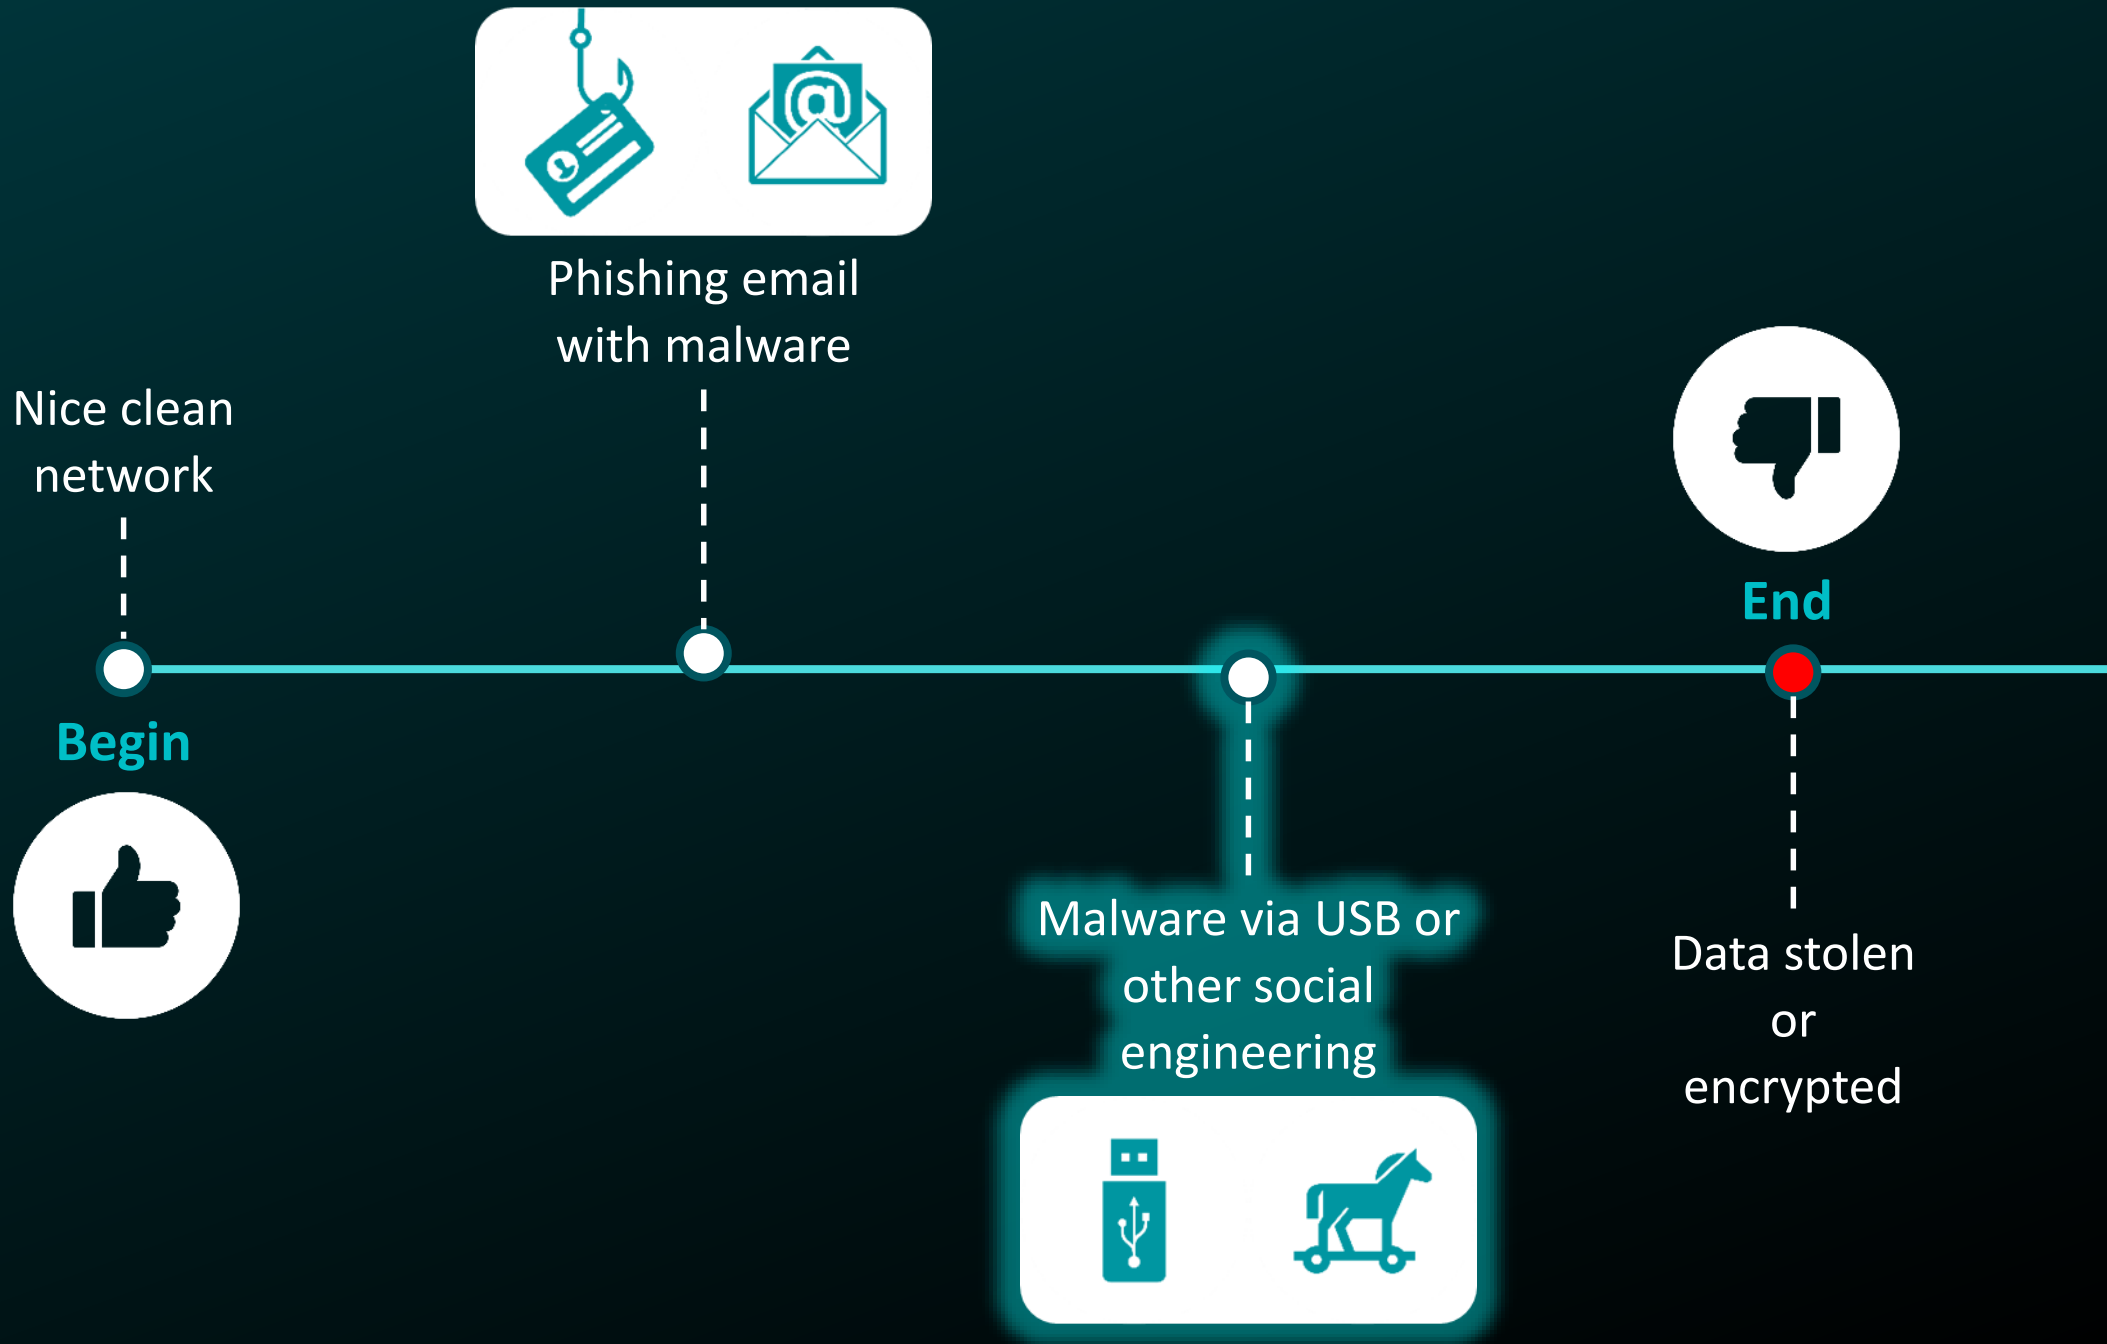 Nice clean
network
Begin
Phishing email
with malware
Malware via USB or
other social
engineering
End
Data stolen
or
encrypted